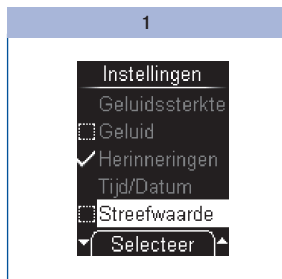 1
Instellingen
Geluidssterkte
Geluid
Herinneringen
Tijd/Datum
Streefwaarde
Selecteer